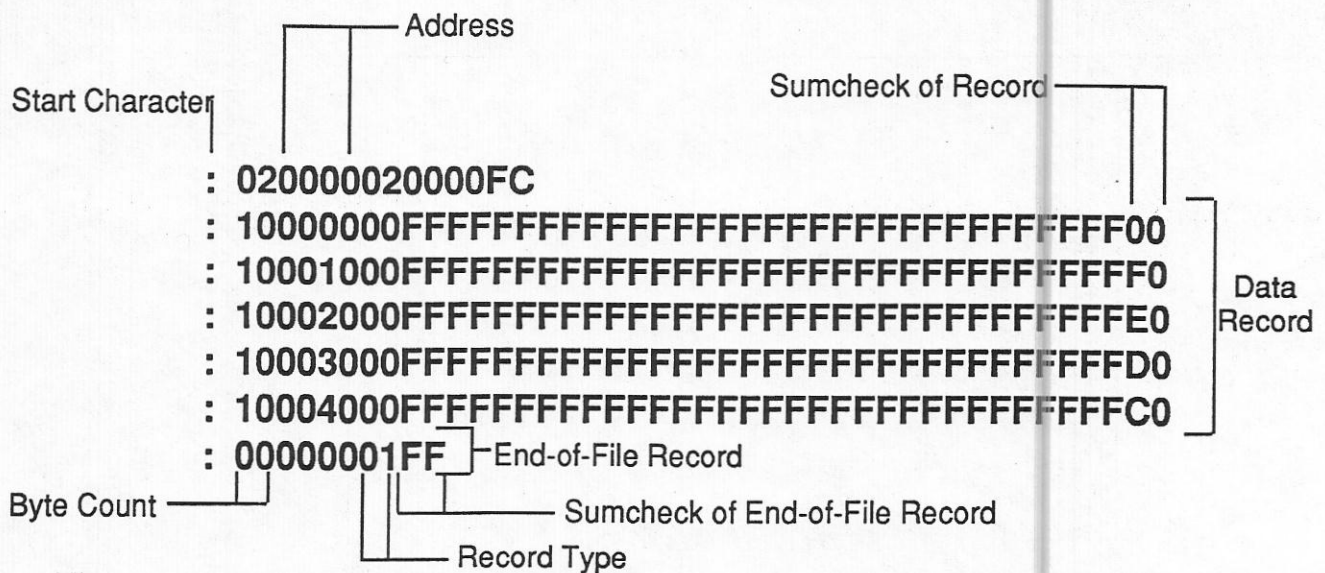 Address
Start Character
Sumcheck of Record
: 020000020000FC
: 10000000FFFFFFFFFFFFFFFFFFFFFFFFFFFFFFFF00
: 10001000FFFFFFFFFFFFFFFFFFFFFFFFFFFFFFFFF0
: 10002000FFFFFFFFFFFFFFFFFFFFFFFFFFFFFFFFE0
: 10003000FFFFFFFFFFFFFFFFFFFFFFFFFFFFFFFFD0
: 10004000FFFFFFFFFFFFFFFFFFFFFFFFFFFFFFFFC0
Data
Record
: 00000001FF
End-of-File Record
Byte Count
Sumcheck of End-of-File Record
Record Type